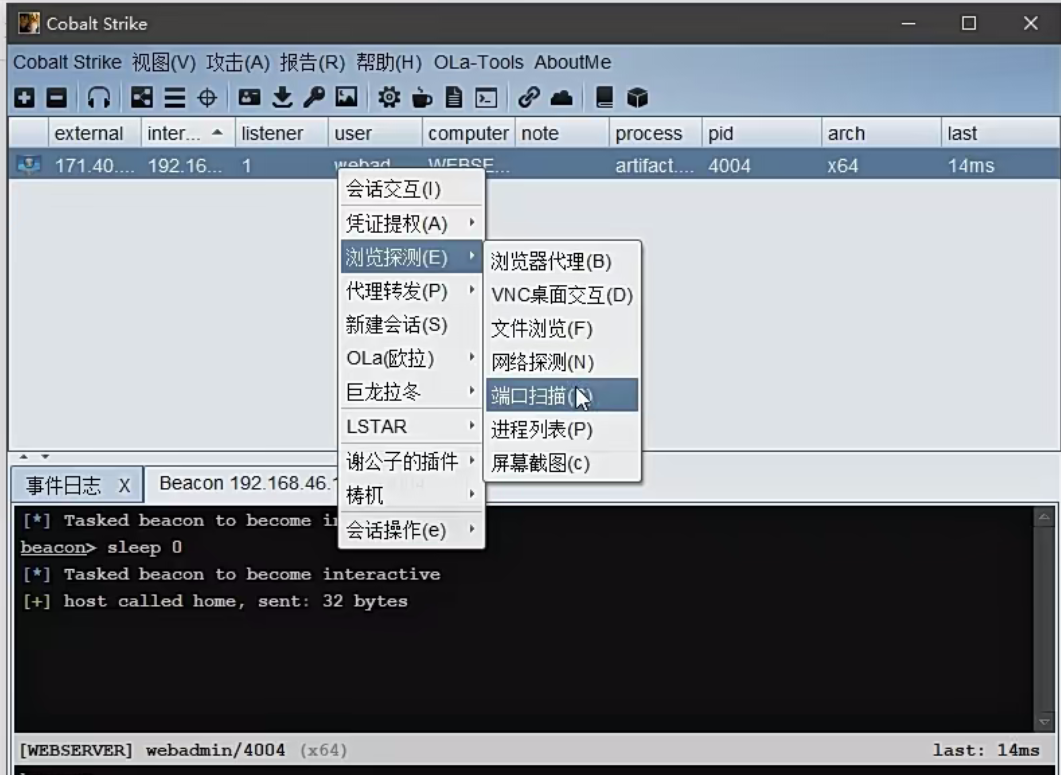 Cobalt Strike
Cobalt Strike 视图(V) 攻击(A) 报告(R) 帮助(H) OLa-Tools AboutMe
external inter... listener user computer note process pid arch last
171.40.... 192.16... 1 webad... WEBSE... artifact.... 4004 x64 14ms
会话交互(I)
凭证提权(A)
浏览探测(E)
代理转发(P)
新建会话(S)
OLa(欧拉)
巨龙拉冬
LSTAR
谢公子的插件
梼杌
会话操作(e)
浏览器代理(B)
VNC桌面交互(D)
文件浏览(F)
网络探测(N)
端口扫描
进程列表(P)
屏幕截图(c)
事件日志 X Beacon 192.168.46.
[*] Tasked beacon to become
beacon> sleep 0
[*] Tasked beacon to become interactive
[+] host called home, sent: 32 bytes
[WEBSERVER] webadmin/4004 (x64) last: 14ms